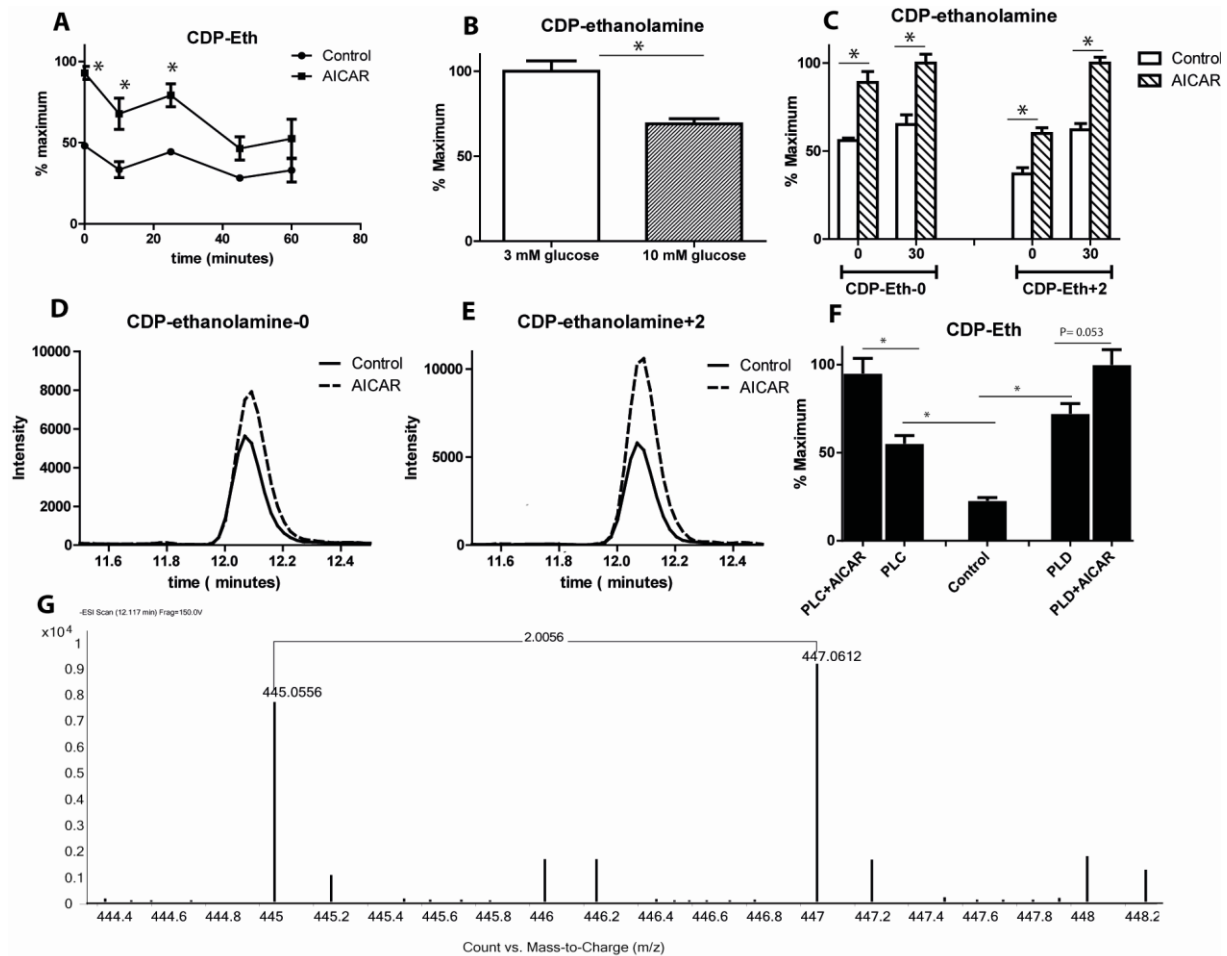 A
CDP-Eth
Control
AICAR
% maximum
100
50
0
* * *
0 20 40 60 80
time (minutes)
B
CDP-ethanolamine
*
% Maximum
100
50
0
3 mM glucose 10 mM glucose
C
CDP-ethanolamine
Control
AICAR
% Maximum
100
50
0
* * * *
0 30 0 30
CDP-Eth-0 CDP-Eth+2
D
CDP-ethanolamine-0
Control
AICAR
Intensity
10000
8000
6000
4000
2000
0
11.6 11.8 12.0 12.2 12.4
time ( minutes)
E
CDP-ethanolamine+2
Control
AICAR
Intensity
10000
5000
0
11.6 11.8 12.0 12.2 12.4
time ( minutes)
F
CDP-Eth
P= 0.053
* * *
% Maximum
100
50
0
PLC+AICAR PLC Control PLD PLD+AICAR
G
-ESI Scan (12.117 min) Frag=150.0V
x10^4
1
0.9
0.8
0.7
0.6
0.5
0.4
0.3
0.2
0.1
0
2.0056
445.0556
447.0612
444.4 444.6 444.8 445 445.2 445.4 445.6 445.8 446 446.2 446.4 446.6 446.8 447 447.2 447.4 447.6 447.8 448 448.2
Count vs. Mass-to-Charge (m/z)